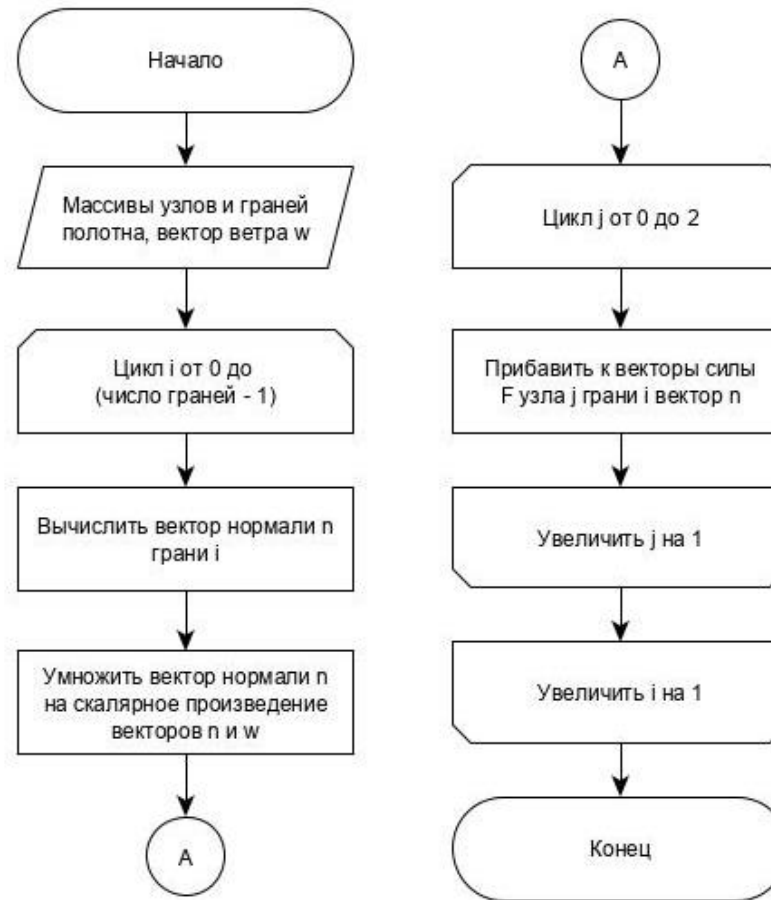 Начало
Массивы узлов и граней
полотна, вектор ветра w
Цикл i от 0 до
(число граней - 1)
Вычислить вектор нормали n
грани i
Умножить вектор нормали n
на скалярное произведение
векторов n и w
A
A
Цикл j от 0 до 2
Прибавить к векторы силы
F узла j грани i вектор n
Увеличить j на 1
Увеличить i на 1
Конец